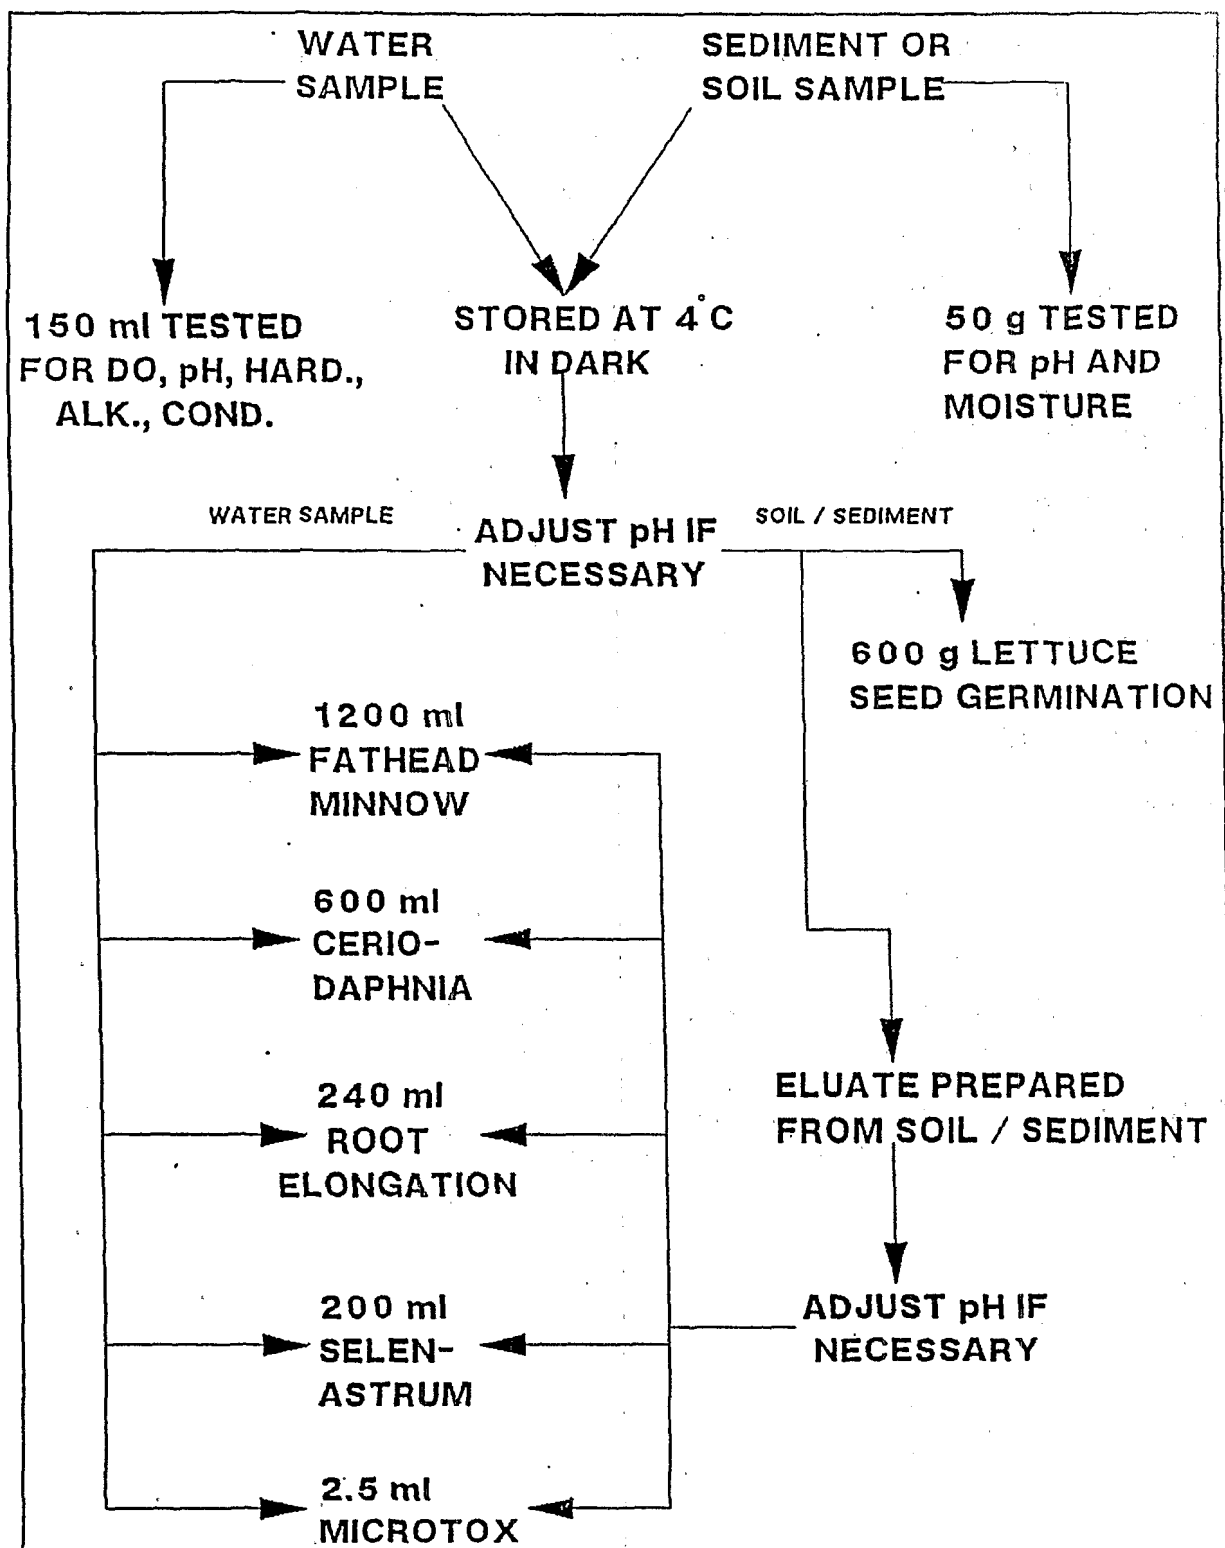 WATER
SAMPLE
SEDIMENT OR
SOIL SAMPLE
150 ml TESTED
FOR DO, pH, HARD.,
ALK., COND.
STORED AT 4°C
IN DARK
50 g TESTED
FOR pH AND
MOISTURE
WATER SAMPLE
ADJUST pH IF
NECESSARY
SOIL / SEDIMENT
600 g LETTUCE
SEED GERMINATION
1200 ml
FATHEAD
MINNOW
600 ml
CERIO-
DAPHNIA
240 ml
ROOT
ELONGATION
ELUATE PREPARED
FROM SOIL / SEDIMENT
200 ml
SELEN-
ASTRUM
ADJUST pH IF
NECESSARY
2.5 ml
MICROTOX